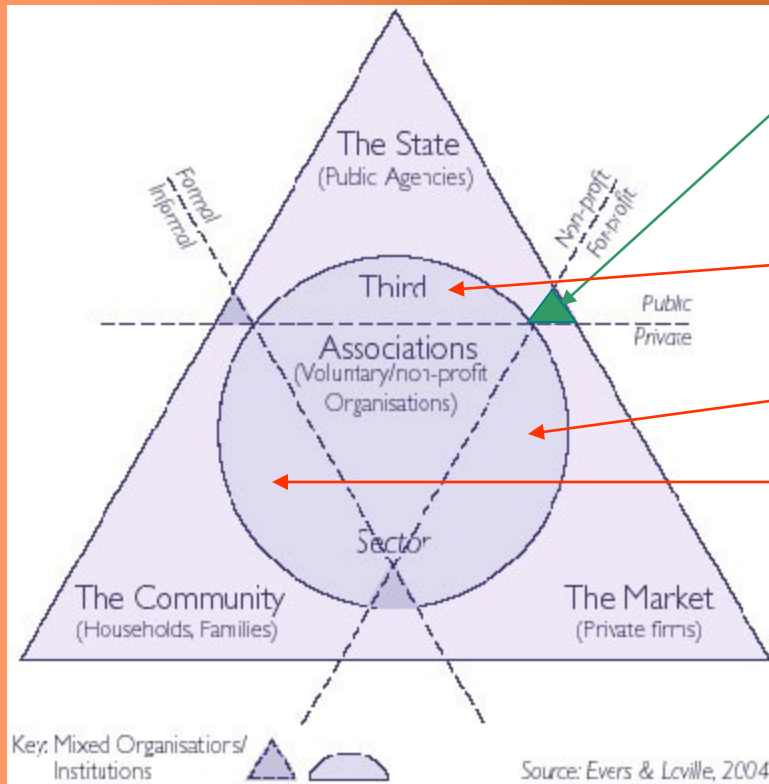 The State
(Public Agencies)
Formal
Informal
Non-profit
For-profit
Third
Public
Private
Associations
(Voluntary/non-profit
Organisations)
Sector
The Community
(Households, Families)
The Market
(Private firms)
Key: Mixed Organisations/
Institutions
Source: Evers & Laville, 2004